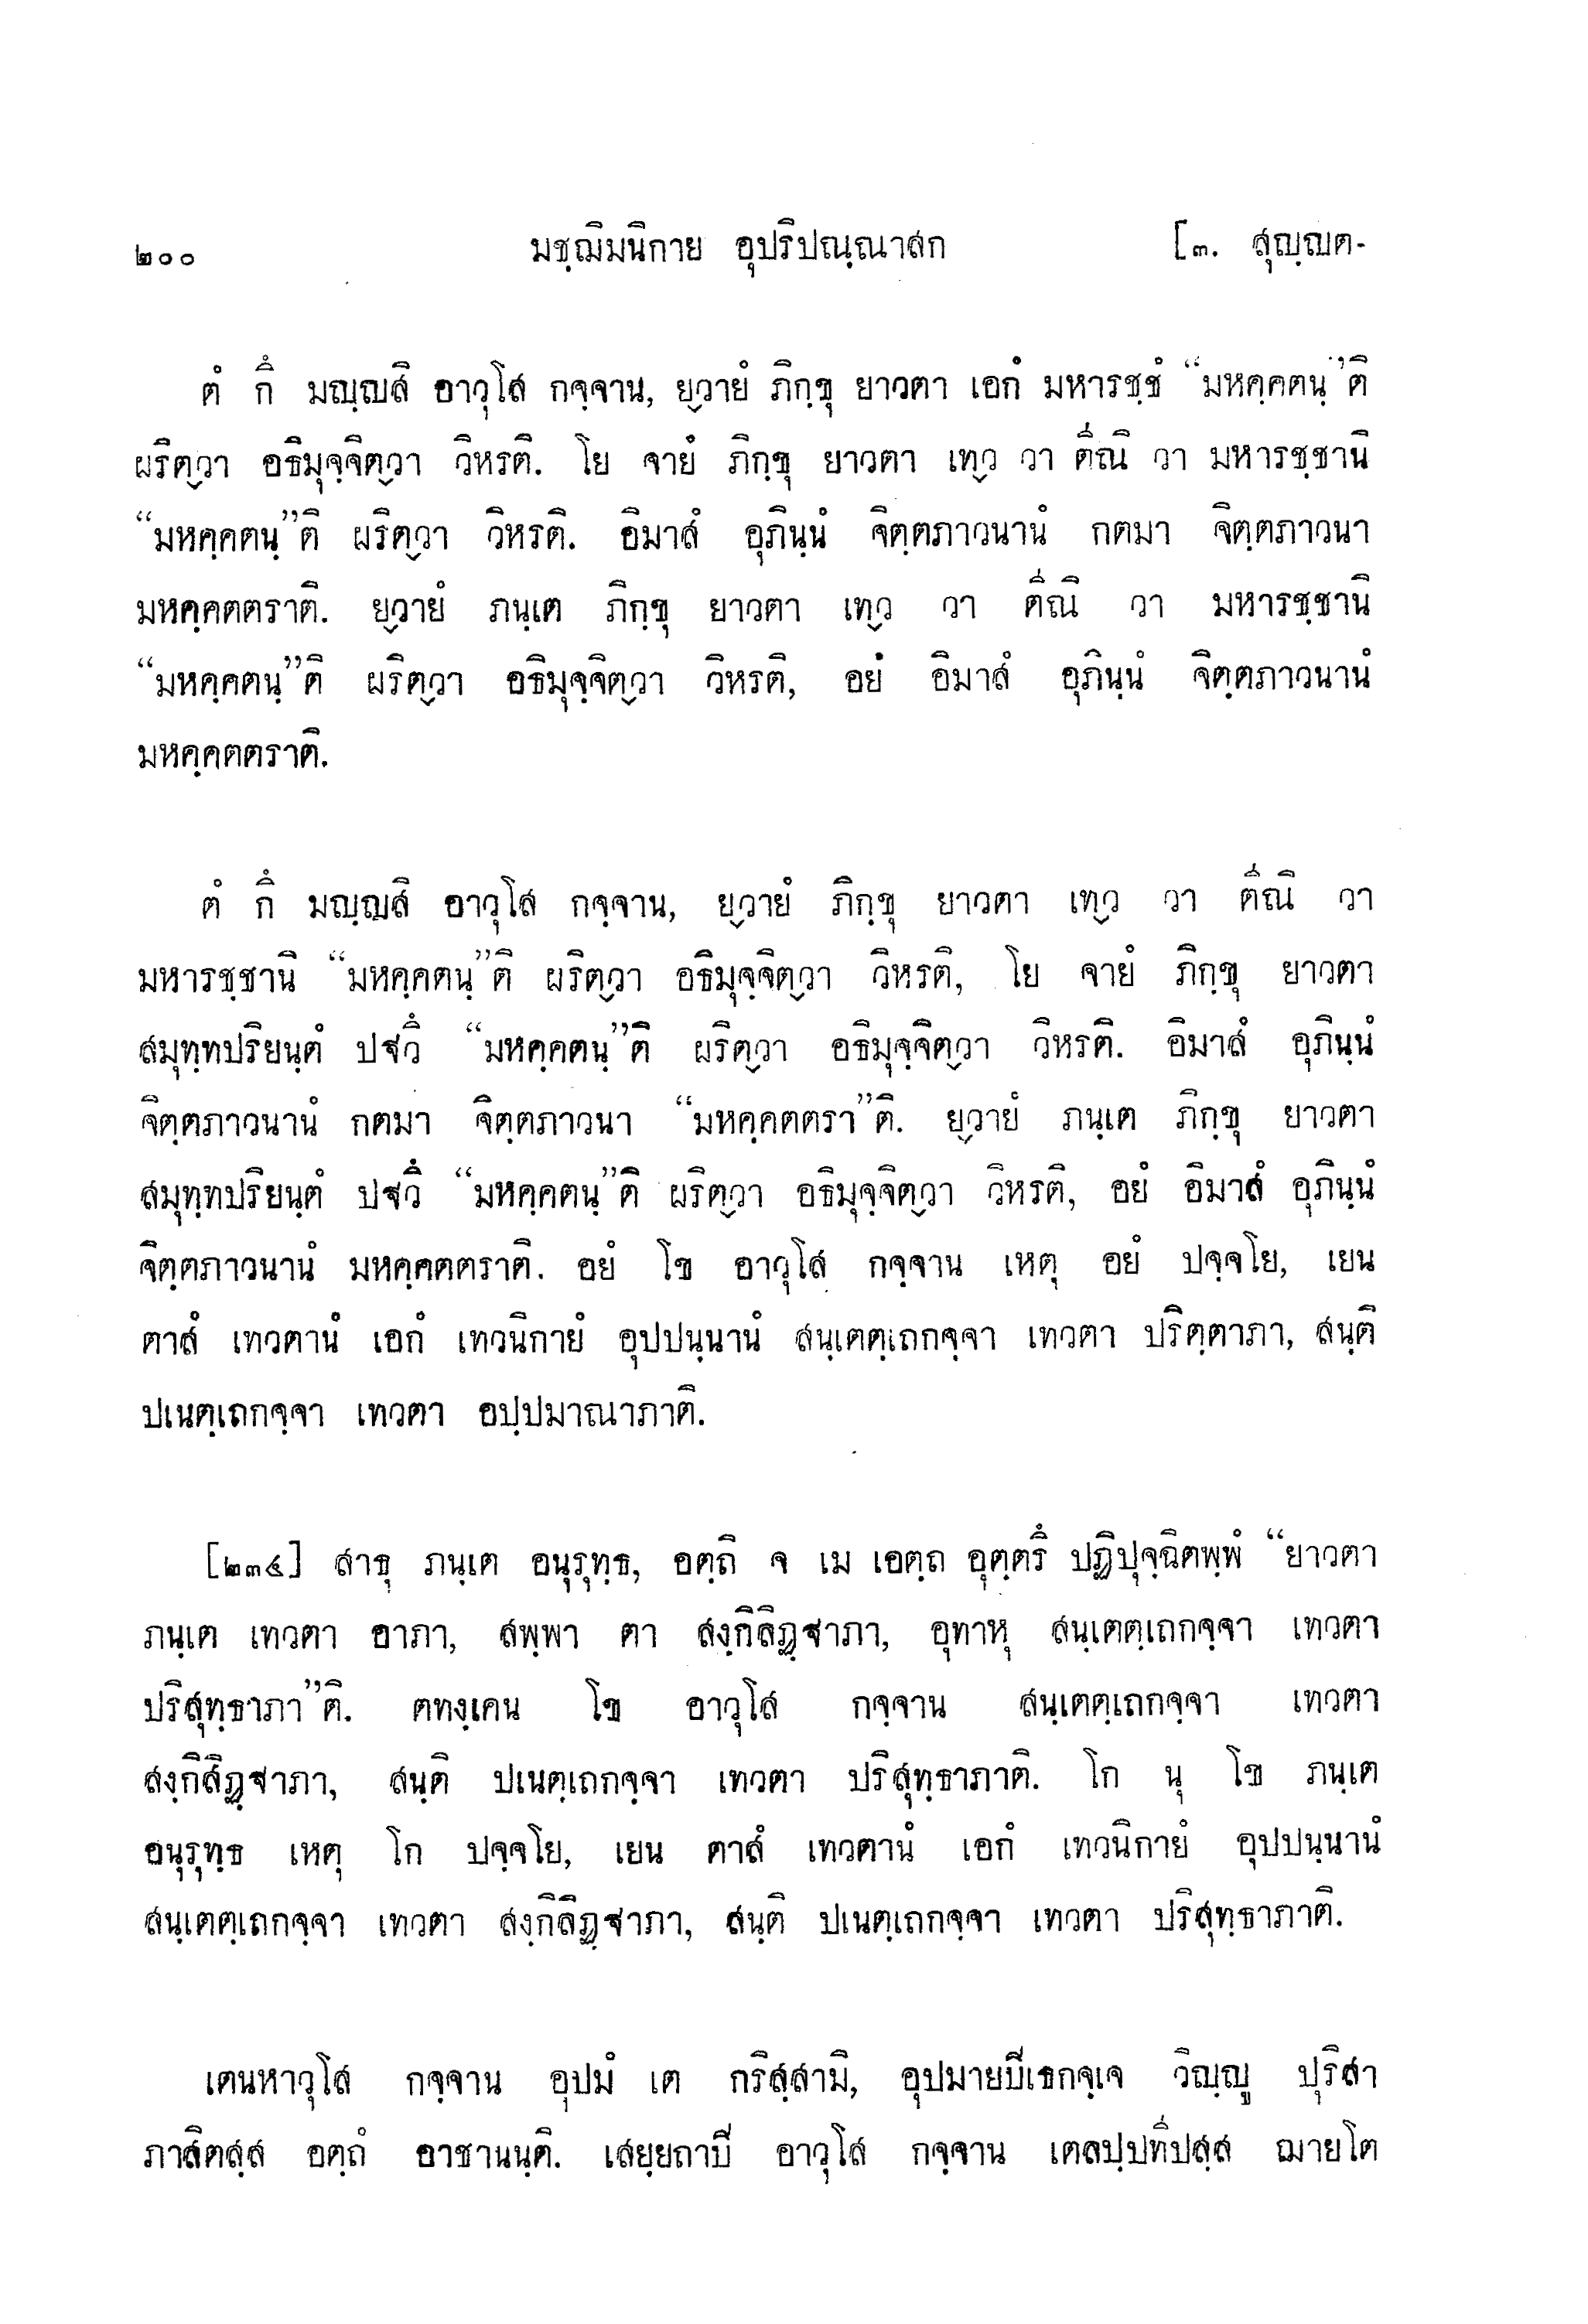 ๒๐๐ มชฺฌิมนิกาย อุปริปณฺณาสก [๓. สุญฺญต-
ตํ กึ มญฺญสิ อาวุโส กจฺจาน, ยฺวายํ ภิกฺขุ ยาวตา เอกํ มหารชฺชํ “มหคฺคตนฺ”ติ
ผริตฺวา อธิมุจฺจิตฺวา วิหรติ. โย จายํ ภิกฺขุ ยาวตา เทฺว วา ตีณิ วา มหารชฺชานิ
“มหคฺคตนฺ”ติ ผริตฺวา วิหรติ. อิมาสํ อุภินฺนํ จิตฺตภาวนานํ กตมา จิตฺตภาวนา
มหคฺคตตราติ. ยฺวายํ ภนฺเต ภิกฺขุ ยาวตา เทฺว วา ตีณิ วา มหารชฺชานิ
“มหคฺคตนฺ”ติ ผริตฺวา อธิมุจฺจิตฺวา วิหรติ, อยํ อิมาสํ อุภินฺนํ จิตฺตภาวนานํ
มหคฺคตตราติ.
ตํ กึ มญฺญสิ อาวุโส กจฺจาน, ยฺวายํ ภิกฺขุ ยาวตา เทฺว วา ตีณิ วา
มหารชฺชานิ “มหคฺคตนฺ”ติ ผริตฺวา อธิมุจฺจิตฺวา วิหรติ, โย จายํ ภิกฺขุ ยาวตา
สมุทฺทปริยนฺตํ ปฐวึ “มหคฺคตนฺ”ติ ผริตฺวา อธิมุจฺจิตฺวา วิหรติ. อิมาสํ อุภินฺนํ
จิตฺตภาวนานํ กตมา จิตฺตภาวนา “มหคฺคตตรา”ติ. ยฺวายํ ภนฺเต ภิกฺขุ ยาวตา
สมุทฺทปริยนฺตํ ปฐวึ “มหคฺคตนฺ”ติ ผริตฺวา อธิมุจฺจิตฺวา วิหรติ, อยํ อิมาสํ อุภินฺนํ
จิตฺตภาวนานํ มหคฺคตตราติ. อยํ โข อาวุโส กจฺจาน เหตุ อยํ ปจฺจโย, เยน
ตาสํ เทวตานํ เอกํ เทวนิกายํ อุปปนฺนานํ สนฺเตตฺเถกจฺจา เทวตา ปริตฺตาภา, สนฺติ
ปเนตฺเถกจฺจา เทวตา อปฺปมาณาภาติ.
[๒๓๔] สาธุ ภนฺเต อนุรุทฺธ, อตฺถิ จ เม เอตฺถ อุตฺตรึ ปฏิปุจฺฉิตพฺพํ “ยาวตา
ภนฺเต เทวตา อาภา, สพฺพา ตา สงฺกิลิฏฺฐาภา, อุทาหุ สนฺเตตฺเถกจฺจา เทวตา
ปริสุทฺธาภา”ติ. ตทงฺเคน โข อาวุโส กจฺจาน สนฺเตตฺเถกจฺจา เทวตา
สงฺกิลิฏฺฐาภา, สนฺติ ปเนตฺเถกจฺจา เทวตา ปริสุทฺธาภาติ. โก นุ โข ภนฺเต
อนุรุทฺธ เหตุ โก ปจฺจโย, เยน ตาสํ เทวตานํ เอกํ เทวนิกายํ อุปปนฺนานํ
สนฺเตตฺเถกจฺจา เทวตา สงฺกิลิฏฺฐาภา, สนฺติ ปเนตฺเถกจฺจา เทวตา ปริสุทฺธาภาติ.
เตนหาวุโส กจฺจาน อุปมํ เต กริสฺสามิ, อุปมายปิเธกจฺเจ วิญฺญู ปุริสา
ภาสิตสฺส อตฺถํ อาชานนฺติ. เสยฺยถาปิ อาวุโส กจฺจาน เตลปฺปทีปสฺส ฌายโต